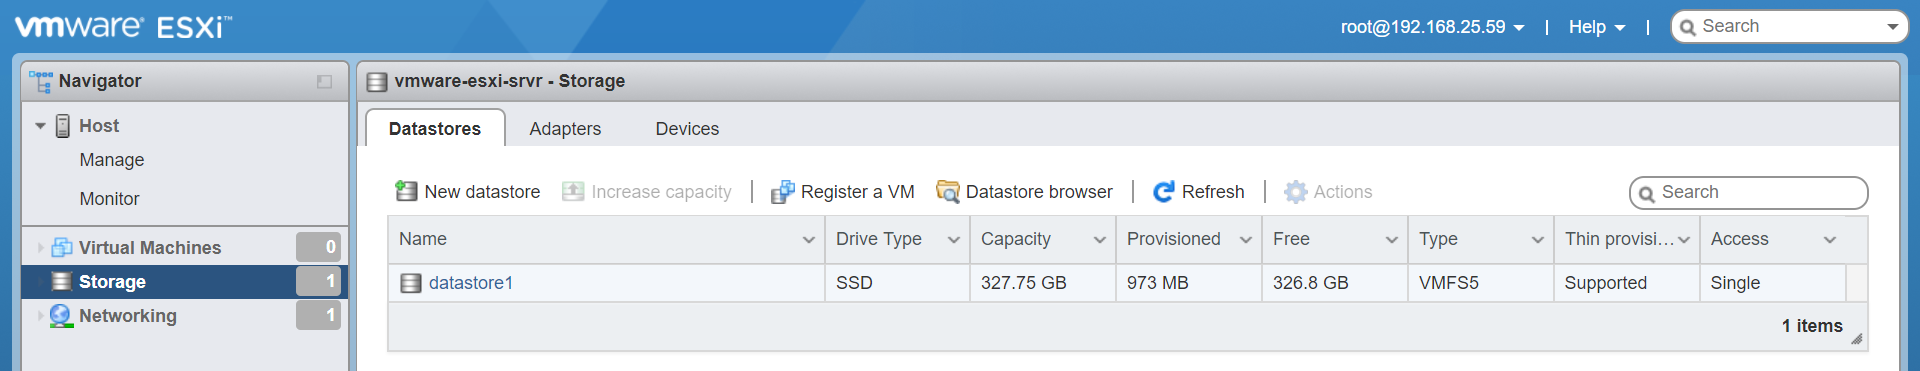 vmware® ESXi™
root@192.168.25.59 | Help | Search
Navigator
Host
Manage
Monitor
Virtual Machines 0
Storage 1
Networking 1
vmware-esxi-srvr - Storage
Datastores Adapters Devices
New datastore Increase capacity | Register a VM Datastore browser | Refresh | Actions Search
Name Drive Type Capacity Provisioned Free Type Thin provisi... Access
datastore1 SSD 327.75 GB 973 MB 326.8 GB VMFS5 Supported Single
1 items